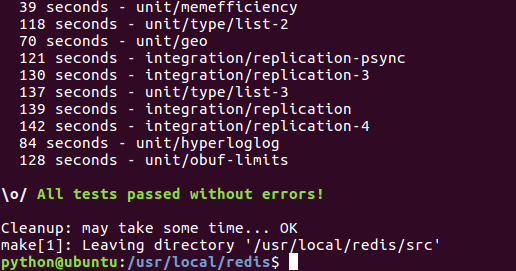 39 seconds - unit/memefficiency
118 seconds - unit/type/list-2
70 seconds - unit/geo
121 seconds - integration/replication-psync
130 seconds - integration/replication-3
137 seconds - unit/type/list-3
139 seconds - integration/replication
142 seconds - integration/replication-4
84 seconds - unit/hyperloglog
128 seconds - unit/obuf-limits
\o/ All tests passed without errors!
Cleanup: may take some time... OK
make[1]: Leaving directory '/usr/local/redis/src'
python@ubuntu:/usr/local/redis$